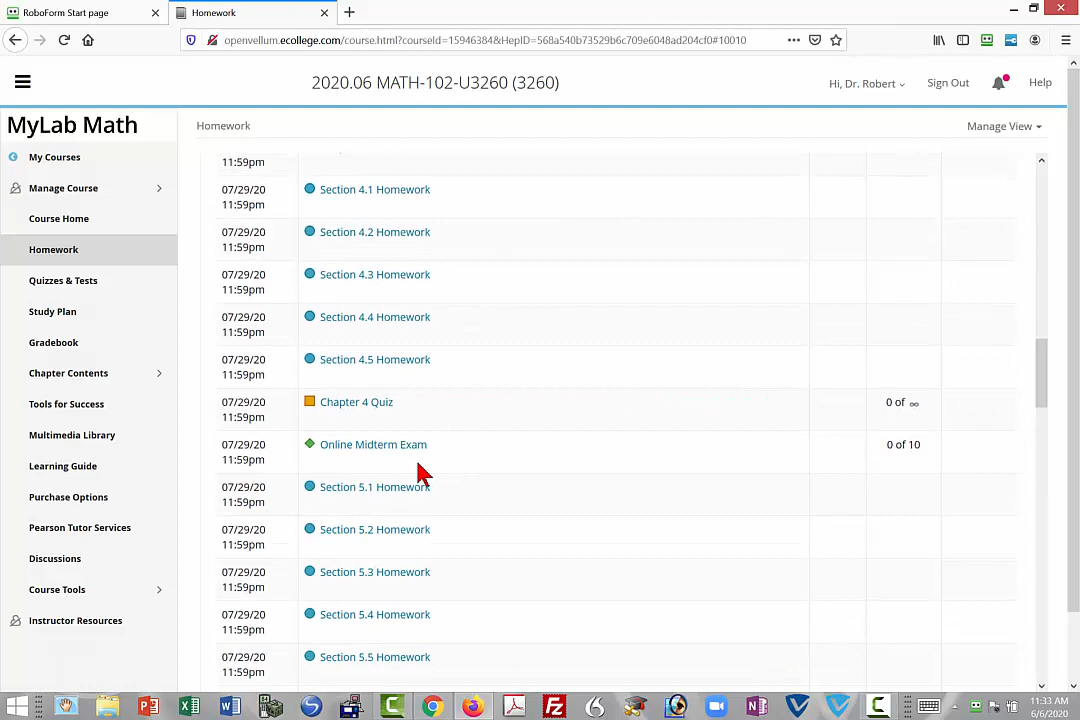 RoboForm Start page
Homework
openvellum.ecollege.com/course.html?courseId=15946384&HepID=568a540b73529b6c709e6048ad204cf0#10010
2020.06 MATH-102-U3260 (3260)
Hi, Dr. Robert
Sign Out
Help
MyLab Math
Homework
Manage View
My Courses
Manage Course
Course Home
Homework
Quizzes & Tests
Study Plan
Gradebook
Chapter Contents
Tools for Success
Multimedia Library
Learning Guide
Purchase Options
Pearson Tutor Services
Discussions
Course Tools
Instructor Resources
11:59pm
07/29/20 Section 4.1 Homework
11:59pm
07/29/20 Section 4.2 Homework
11:59pm
07/29/20 Section 4.3 Homework
11:59pm
07/29/20 Section 4.4 Homework
11:59pm
07/29/20 Section 4.5 Homework
11:59pm
07/29/20 Chapter 4 Quiz 0 of ∞
11:59pm
07/29/20 Online Midterm Exam 0 of 10
11:59pm
07/29/20 Section 5.1 Homework
11:59pm
07/29/20 Section 5.2 Homework
11:59pm
07/29/20 Section 5.3 Homework
11:59pm
07/29/20 Section 5.4 Homework
11:59pm
07/29/20 Section 5.5 Homework
11:59pm
11:33 AM
6/6/2020